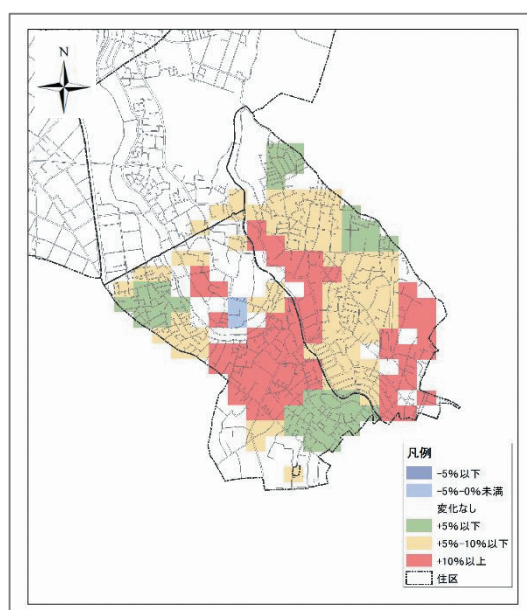 N
凡例
-5%以下
-5%-0%未満
変化なし
+5%以下
+5%-10%以下
+10%以上
住区